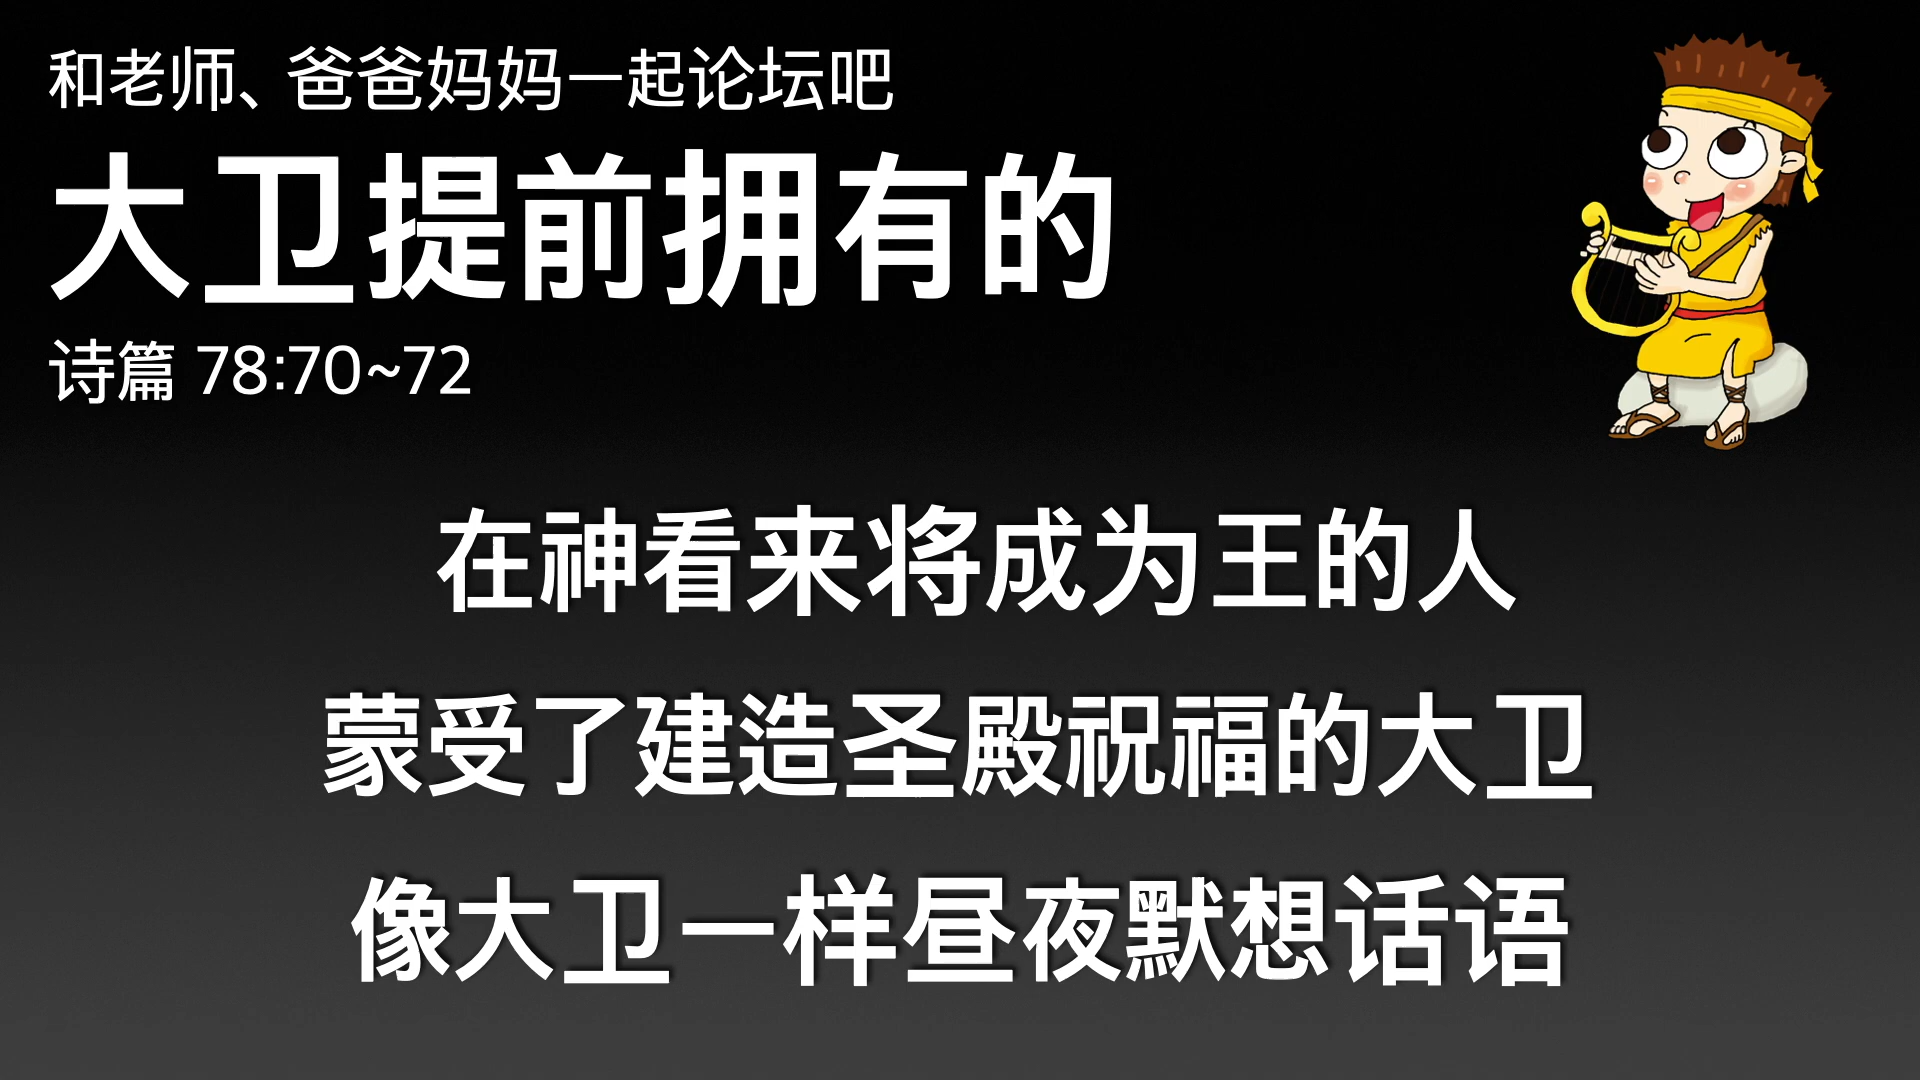 和老师、爸爸妈妈一起论坛吧
大卫提前拥有的
诗篇 78:70~72
在神看来将成为王的人
蒙受了建造圣殿祝福的大卫
像大卫一样昼夜默想话语